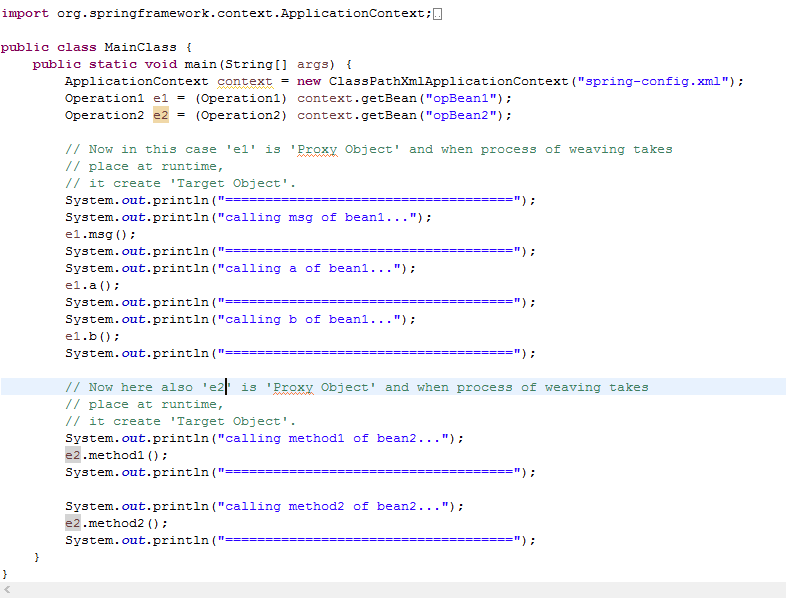 import org.springframework.context.ApplicationContext;

public class MainClass {
    public static void main(String[] args) {
        ApplicationContext context = new ClassPathXmlApplicationContext("spring-config.xml");
        Operation1 e1 = (Operation1) context.getBean("opBean1");
        Operation2 e2 = (Operation2) context.getBean("opBean2");

        // Now in this case 'e1' is 'Proxy Object' and when process of weaving takes
        // place at runtime,
        // it create 'Target Object'.
        System.out.println("====================================");
        System.out.println("calling msg of bean1...");
        e1.msg();
        System.out.println("====================================");
        System.out.println("calling a of bean1...");
        e1.a();
        System.out.println("====================================");
        System.out.println("calling b of bean1...");
        e1.b();
        System.out.println("====================================");

        // Now here also 'e2' is 'Proxy Object' and when process of weaving takes
        // place at runtime,
        // it create 'Target Object'.
        System.out.println("calling method1 of bean2...");
        e2.method1();
        System.out.println("====================================");

        System.out.println("calling method2 of bean2...");
        e2.method2();
        System.out.println("====================================");
    }
}